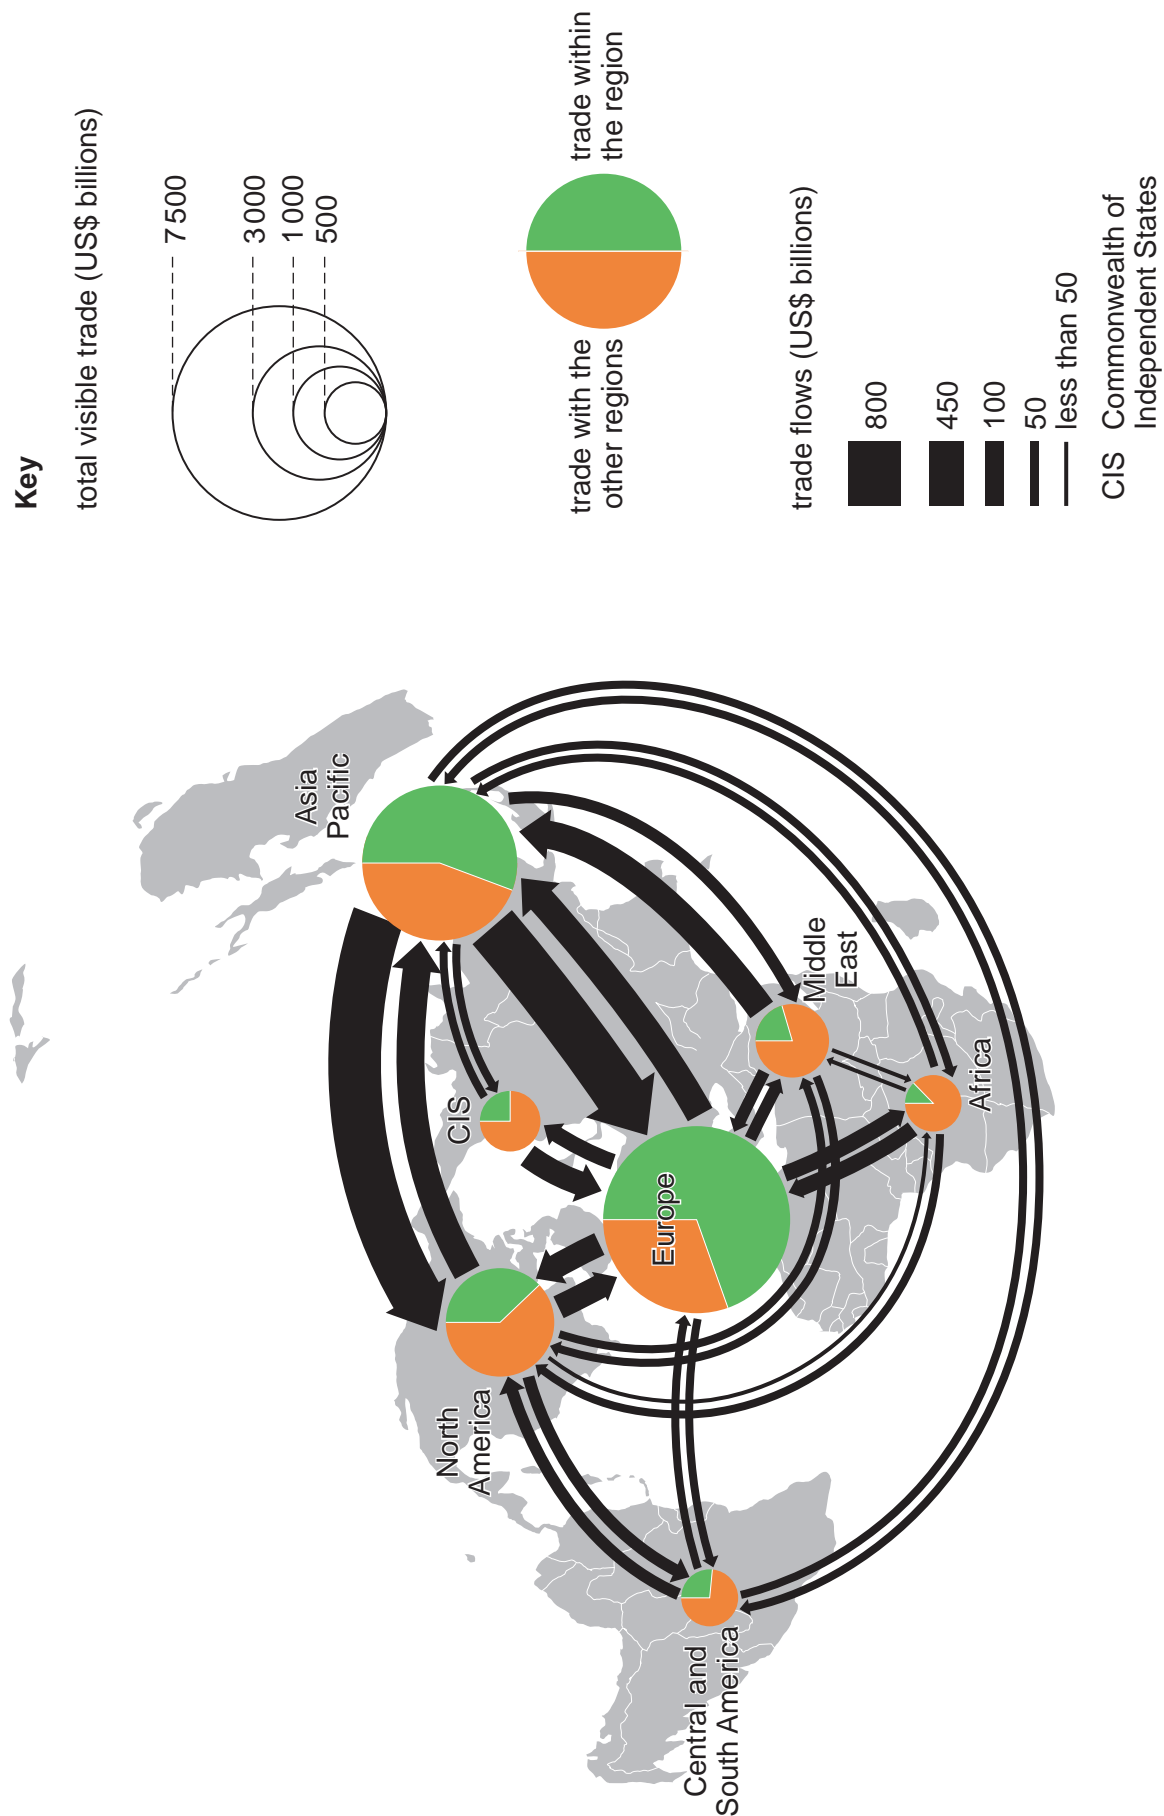 Asia
Pacific
CIS
North
America
Europe
Middle
East
Africa
Central and
South America
Key
total visible trade (US$ billions)
7500
3000
1000
500
trade with the
other regions
trade within
the region
trade flows (US$ billions)
800
450
100
50
less than 50
CIS Commonwealth of
Independent States